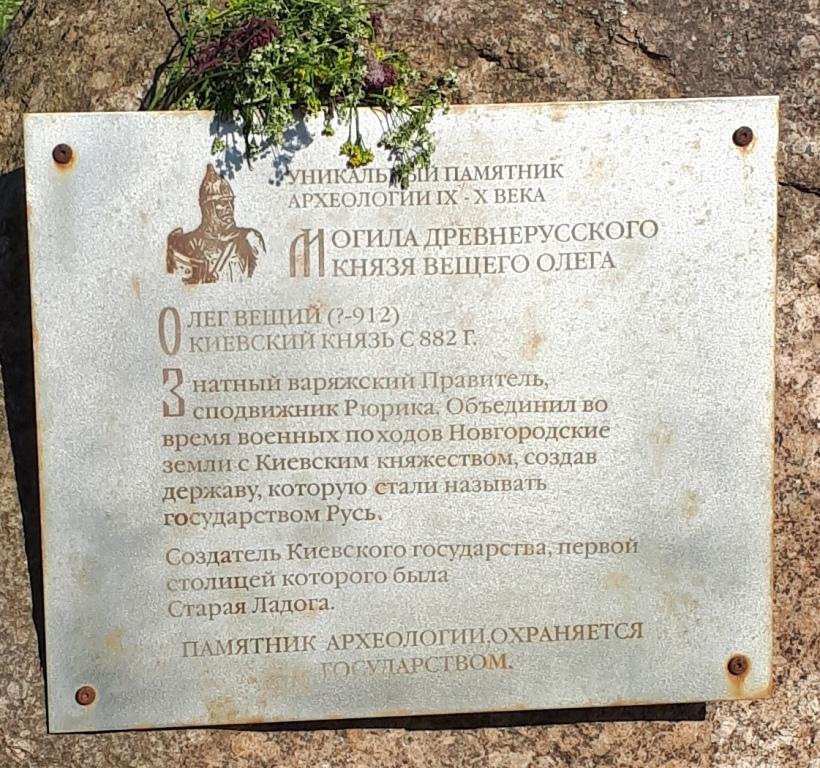 УНИКАЛЬНЫЙ ПАМЯТНИК
АРХЕОЛОГИИ IX - X ВЕКА
МОГИЛА ДРЕВНЕРУССКОГО
КНЯЗЯ ВЕЩЕГО ОЛЕГА
ОЛЕГ ВЕЩИЙ (?-912)
КИЕВСКИЙ КНЯЗЬ С 882 Г.
Знатный варяжский Правитель,
сподвижник Рюрика. Объединил во
время военных походов Новгородские
земли с Киевским княжеством, создав
державу, которую стали называть
государством Русь.
Создатель Киевского государства, первой
столицей которого была
Старая Ладога.
ПАМЯТНИК АРХЕОЛОГИИ.ОХРАНЯЕТСЯ
ГОСУДАРСТВОМ.